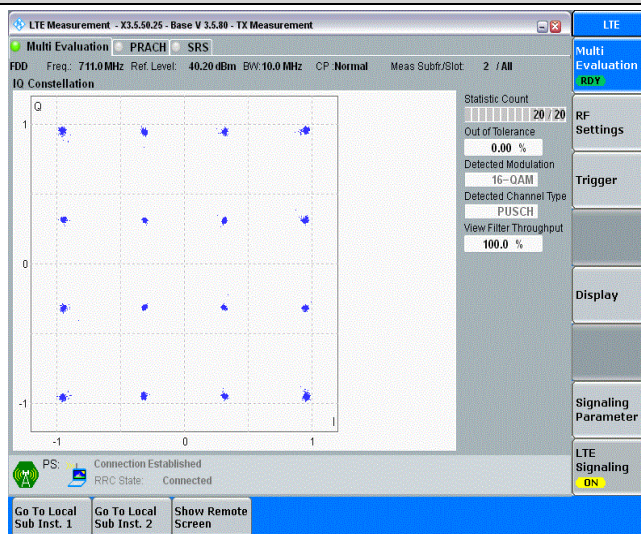 LTE Measurement - X3.5.50.25 - Base V 3.5.80 - TX Measurement
LTE
Multi Evaluation PRACH SRS
Multi
Evaluation
RDY
FDD Freq.: 711.0 MHz Ref. Level: 40.20 dBm BW: 10.0 MHz CP :Normal Meas Subfr./Slot: 2 / All
IQ Constellation
Q
1
0
-1
-1
0
1
I
Statistic Count
20 / 20
Out of Tolerance
0.00 %
Detected Modulation
16-QAM
Detected Channel Type
PUSCH
View Filter Throughput
100.0 %
RF
Settings
Trigger
Display
Signaling
Parameter
LTE
Signaling
ON
PS: Connection Established
RRC State: Connected
Go To Local
Sub Inst. 1
Go To Local
Sub Inst. 2
Show Remote
Screen